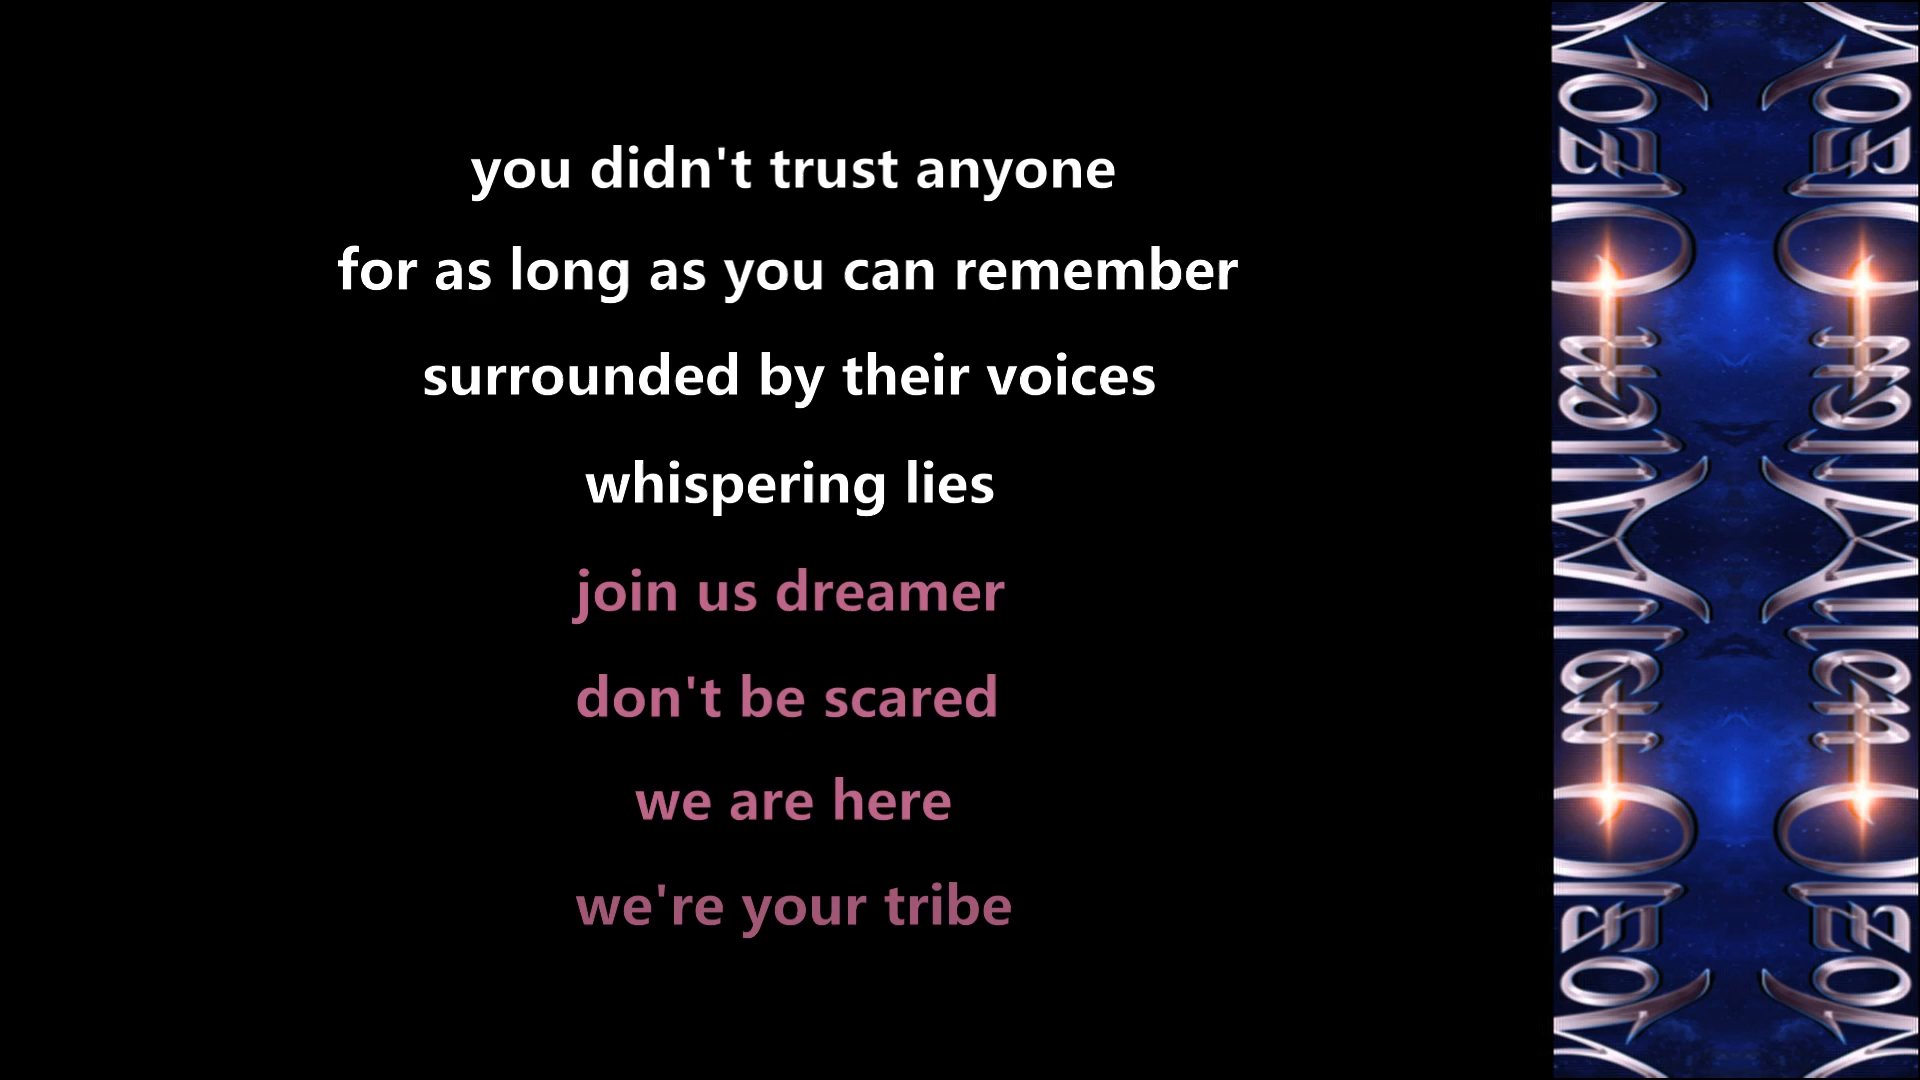 you didn't trust anyone
for as long as you can remember
surrounded by their voices
whispering lies
join us dreamer
don't be scared
we are here
we're your tribe